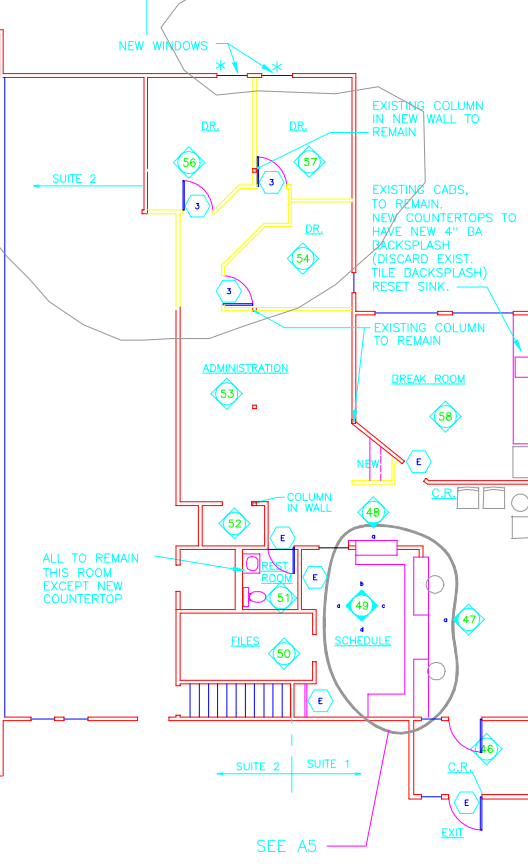 NEW WINDOWS
DR.
DR.
EXISTING COLUMN
IN NEW WALL TO
REMAIN
56
57
3
3
SUITE 2
EXISTING CABS,
TO REMAIN.
NEW COUNTERTOPS TO
HAVE NEW 4" BA
BACKSPLASH
(DISCARD EXIST.
TILE BACKSPLASH)
RESET SINK.
DR.
54
3
EXISTING COLUMN
TO REMAIN
ADMINISTRATION
53
BREAK ROOM
58
NEW
E
C.R.
COLUMN
IN WALL
48
52
E
a
ALL TO REMAIN
THIS ROOM
EXCEPT NEW
COUNTERTOP
REST
ROOM
E
51
b
a
49
c
d
a
47
FILES
50
SCHEDULE
E
46
SUITE 2
SUITE 1
C.R.
E
EXIT
SEE A5